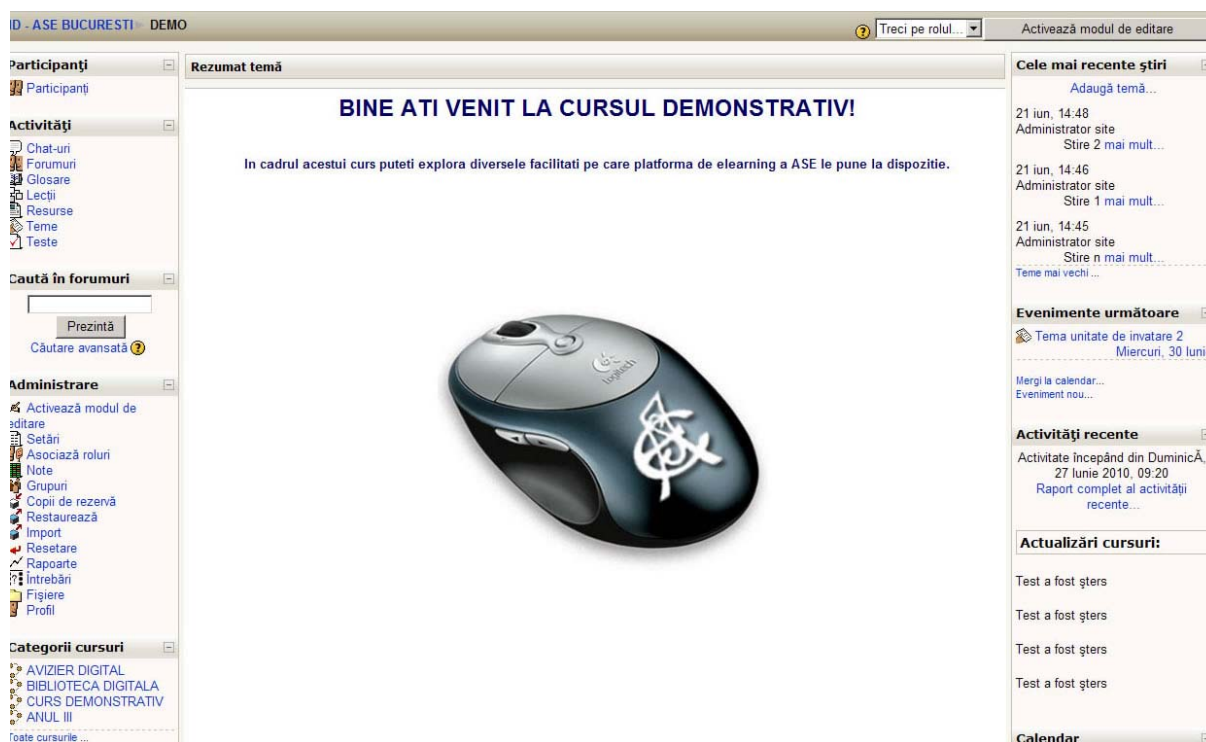 ID - ASE BUCURESTI DEMO
Treci pe rolul...
Activează modul de editare
Participanţi
Participanţi
Activităţi
Chat-uri
Forumuri
Glosare
Lecţii
Resurse
Teme
Teste
Caută în forumuri
Prezintă
Căutare avansată
Administrare
Activează modul de
editare
Setări
Asociază roluri
Note
Grupuri
Copii de rezervă
Restaurează
Import
Resetare
Rapoarte
Întrebări
Fişiere
Profil
Categorii cursuri
AVIZIER DIGITAL
BIBLIOTECA DIGITALA
CURS DEMONSTRATIV
ANUL III
Toate cursurile ...
Rezumat temă
BINE ATI VENIT LA CURSUL DEMONSTRATIV!
In cadrul acestui curs puteti explora diversele facilitati pe care platforma de elearning a ASE le pune la dispozitie.
Logitech
Cele mai recente ştiri
Adaugă temă...
21 iun, 14:48
Administrator site
Stire 2 mai mult...
21 iun, 14:46
Administrator site
Stire 1 mai mult...
21 iun, 14:45
Administrator site
Stire n mai mult...
Teme mai vechi ...
Evenimente următoare
Tema unitate de invatare 2
Miercuri, 30 Iunie
Mergi la calendar...
Eveniment nou...
Activităţi recente
Activitate începând din DuminicĂ,
27 Iunie 2010, 09:20
Raport complet al activităţii
recente...
Actualizări cursuri:
Test a fost şters
Test a fost şters
Test a fost şters
Test a fost şters
Calendar